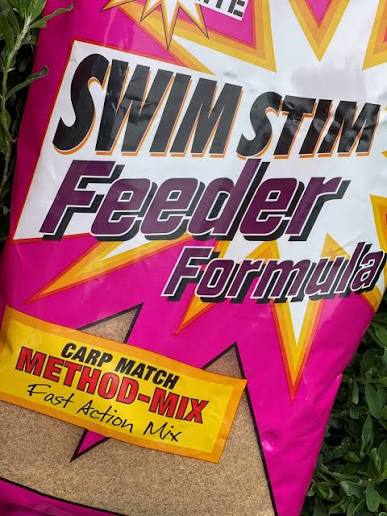 SWIM STIM
Feeder
Formula
CARP MATCH
METHOD-MIX
Fast Action Mix